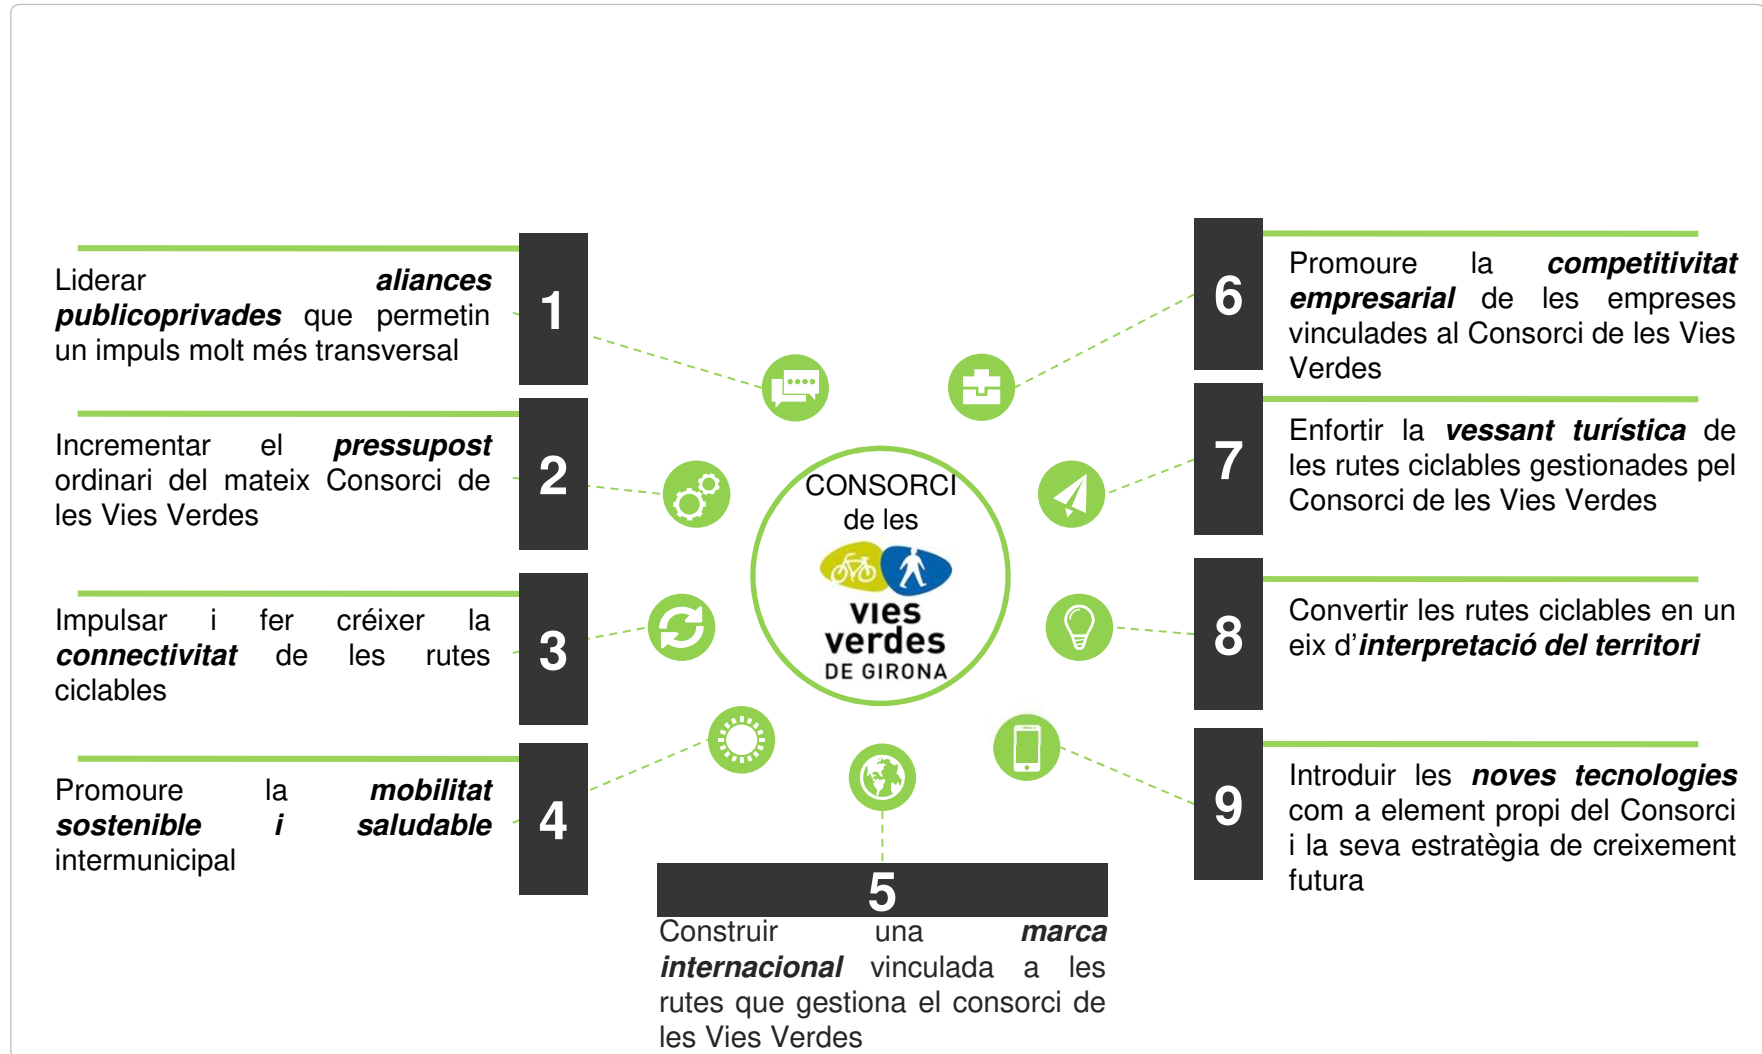 1
Liderar aliances
publicoprivades que permetin
un impuls molt més transversal
2
Incrementar el pressupost
ordinari del mateix Consorci de
les Vies Verdes
3
Impulsar i fer créixer la
connectivitat de les rutes
ciclables
4
Promoure la mobilitat
sostenible i saludable
intermunicipal
CONSORCI
de les
vies
verdes
DE GIRONA
5
Construir una marca
internacional vinculada a les
rutes que gestiona el consorci de
les Vies Verdes
6
Promoure la competitivitat
empresarial de les empreses
vinculades al Consorci de les Vies
Verdes
7
Enfortir la vessant turística de
les rutes ciclables gestionades pel
Consorci de les Vies Verdes
8
Convertir les rutes ciclables en un
eix d'interpretació del territori
9
Introduir les noves tecnologies
com a element propi del Consorci
i la seva estratègia de creixement
futura